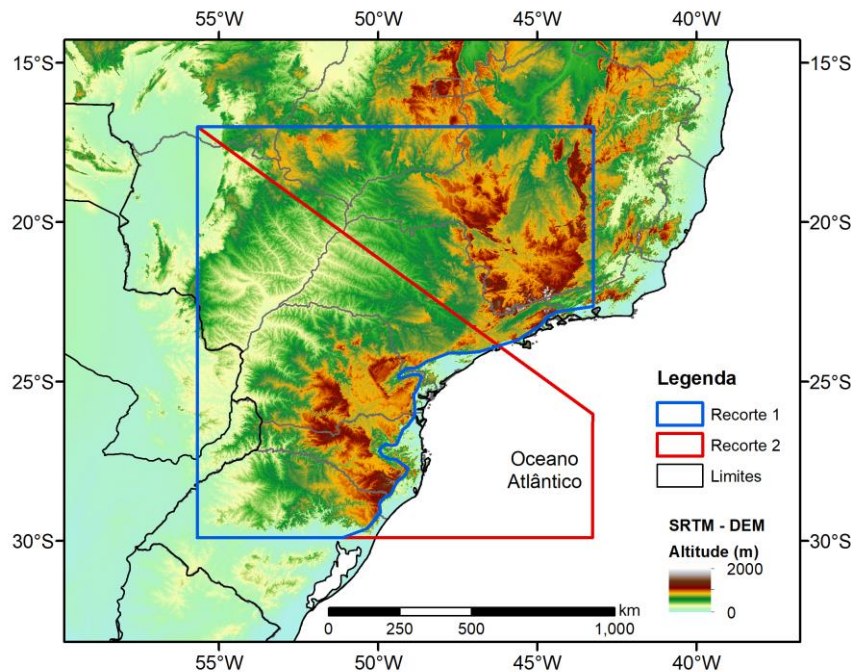 55°W 50°W 45°W 40°W
15°S 15°S
20°S 20°S
25°S 25°S
30°S 30°S
Oceano
Atlântico
Legenda
Recorte 1
Recorte 2
Limites
SRTM - DEM
Altitude (m)
2000
0
km
0 250 500 1,000
55°W 50°W 45°W 40°W